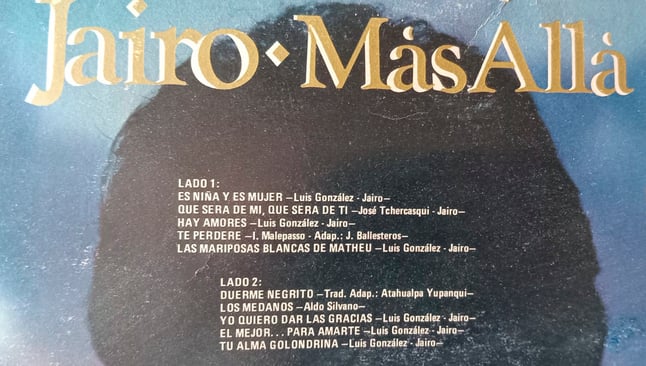 Jairo ◆ Màs Allà
LADO 1:
ES NIÑA Y ES MUJER —Luis González - Jairo—
QUE SERA DE MI, QUE SERA DE TI —José Tchercasqui - Jairo—
HAY AMORES —Luis González - Jairo—
TE PERDERE —I. Malepasso - Adap.: J. Ballesteros—
LAS MARIPOSAS BLANCAS DE MATHEU —Luis González - Jairo—
LADO 2:
DUERME NEGRITO —Trad. Adap.: Atahualpa Yupanqui—
LOS MEDANOS —Aldo Silvano—
YO QUIERO DAR LAS GRACIAS —Luis González - Jairo—
EL MEJOR... PARA AMARTE —Luis González - Jairo—
TU ALMA GOLONDRINA —Luis González - Jairo—